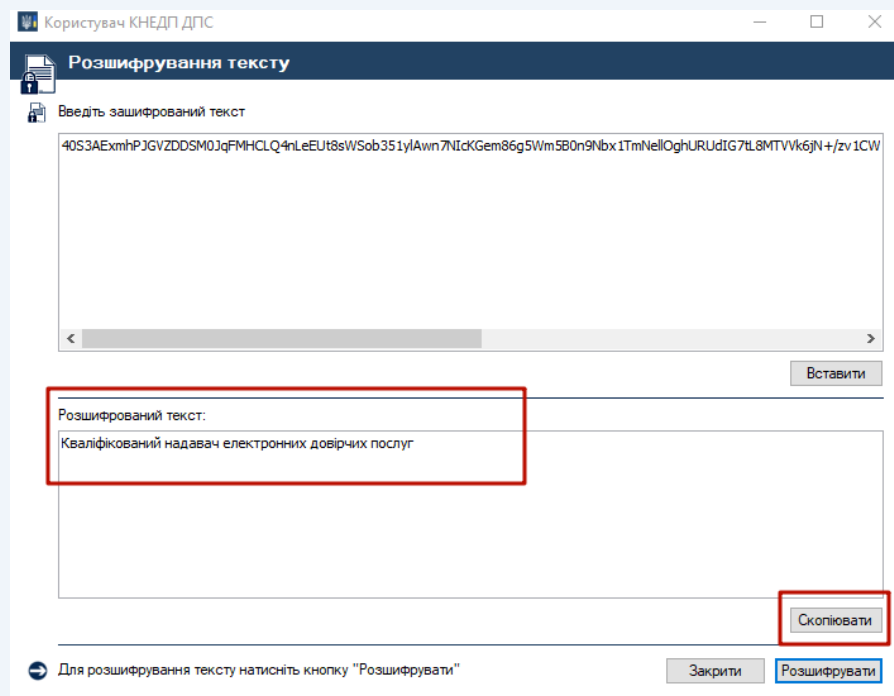 Користувач КНЕДП ДПС
Розшифрування тексту
Введіть зашифрований текст
40S3AExmhPJGVZDDSM0JqFMHCLQ4nLeEUt8sWSob351ylAwn7NIcKGem86g5Wm5B0n9Nbx1TmNellOghURUdIG7tL8MTVVk6jN+/zv1CW
Вставити
Розшифрований текст:
Кваліфікований надавач електронних довірчих послуг
Скопіювати
Для розшифрування тексту натисніть кнопку "Розшифрувати"
Закрити
Розшифрувати